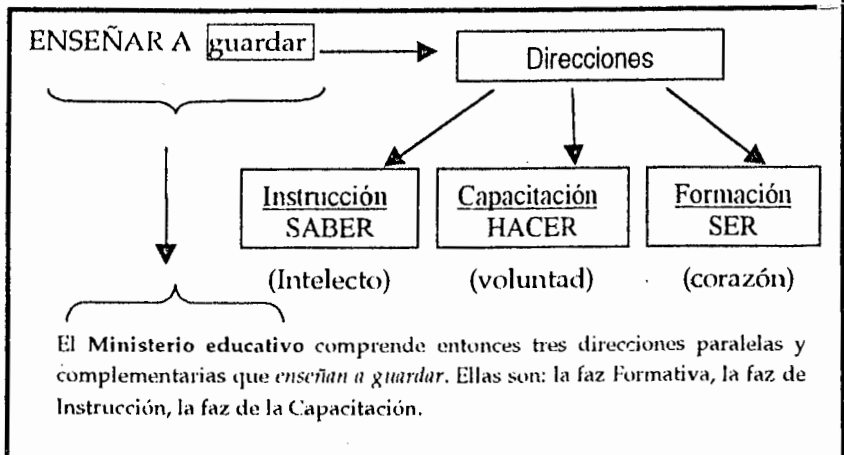 ENSEÑAR A guardar
Direcciones
Instrucción
SABER
(Intelecto)
Capacitación
HACER
(voluntad)
Formación
SER
(corazón)
El Ministerio educativo comprende entonces tres direcciones paralelas y
complementarias que enseñan a guardar. Ellas son: la faz Formativa, la faz de
Instrucción, la faz de la Capacitación.